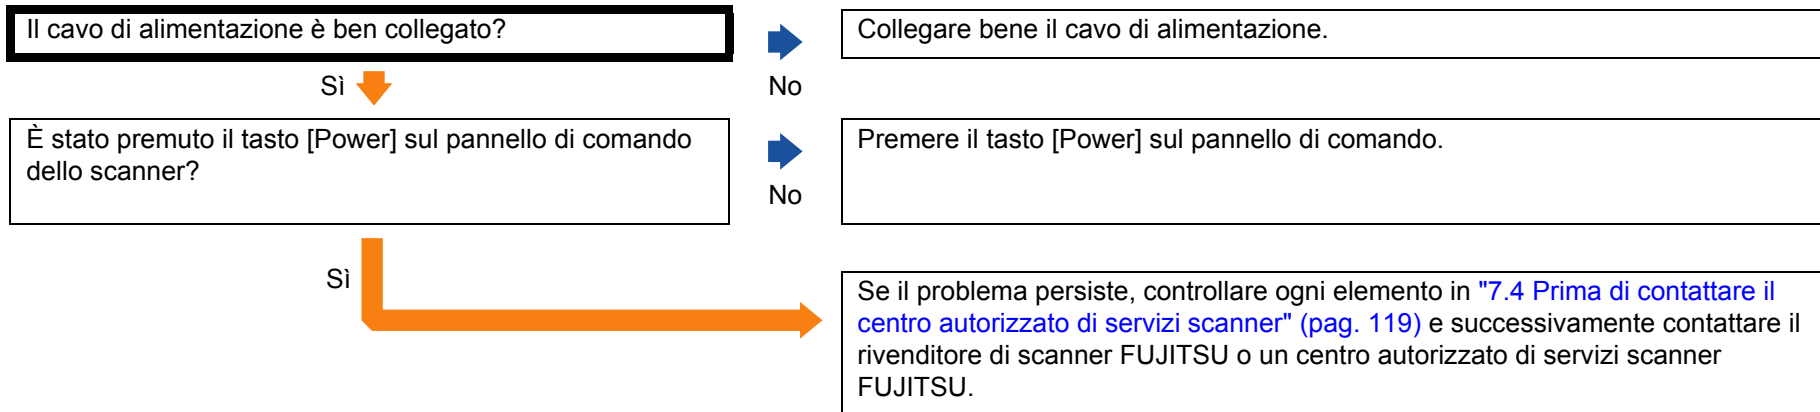 Il cavo di alimentazione è ben collegato?
Collegare bene il cavo di alimentazione.
Sì
No
È stato premuto il tasto [Power] sul pannello di comando
dello scanner?
Premere il tasto [Power] sul pannello di comando.
No
Sì
Se il problema persiste, controllare ogni elemento in "7.4 Prima di contattare il
centro autorizzato di servizi scanner" (pag. 119) e successivamente contattare il
rivenditore di scanner FUJITSU o un centro autorizzato di servizi scanner
FUJITSU.